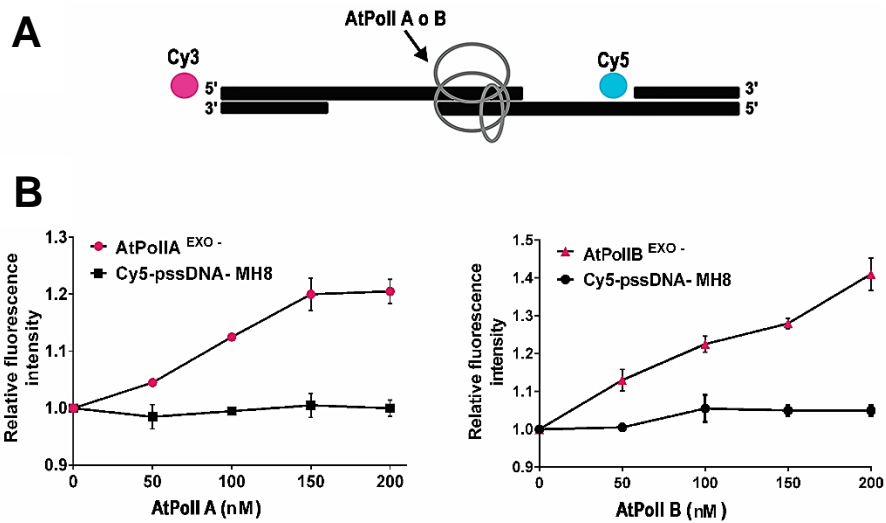 A
AtPolI A o B
Cy3
Cy5
5' 3'
3' 5'
B
AtPolIA EXO -
Cy5-pssDNA- MH8
Relative fluorescence
intensity
1.3
1.2
1.1
1.0
0.9
0 50 100 150 200
AtPolI A (nM)
AtPolIB EXO -
Cy5-pssDNA- MH8
Relative fluorescence
intensity
1.5
1.4
1.3
1.2
1.1
1.0
0.9
0 50 100 150 200
AtPolI B (nM)